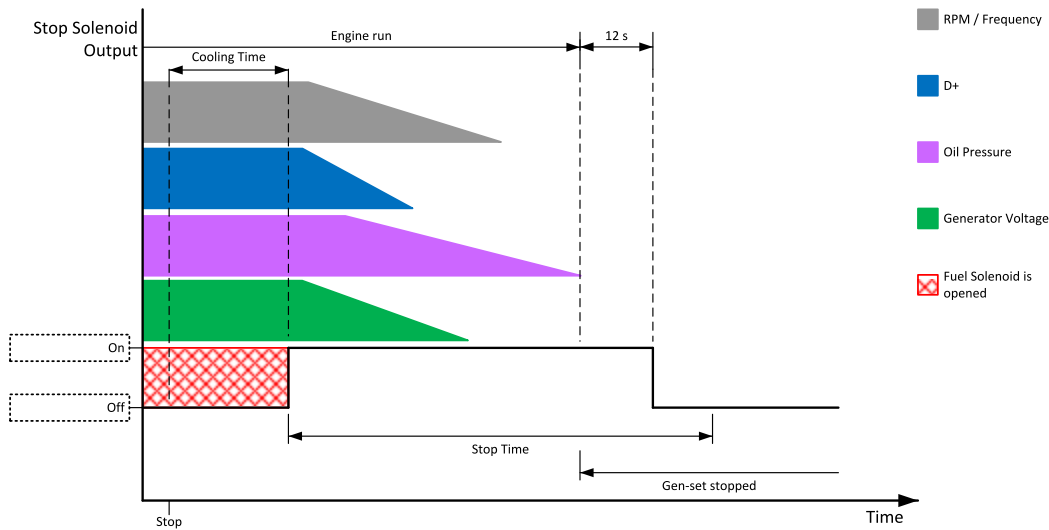 Stop Solenoid
Output
Engine run
12 s
Cooling Time
RPM / Frequency
D+
Oil Pressure
Generator Voltage
Fuel Solenoid is
opened
On
Off
Stop Time
Gen-set stopped
Stop
Time